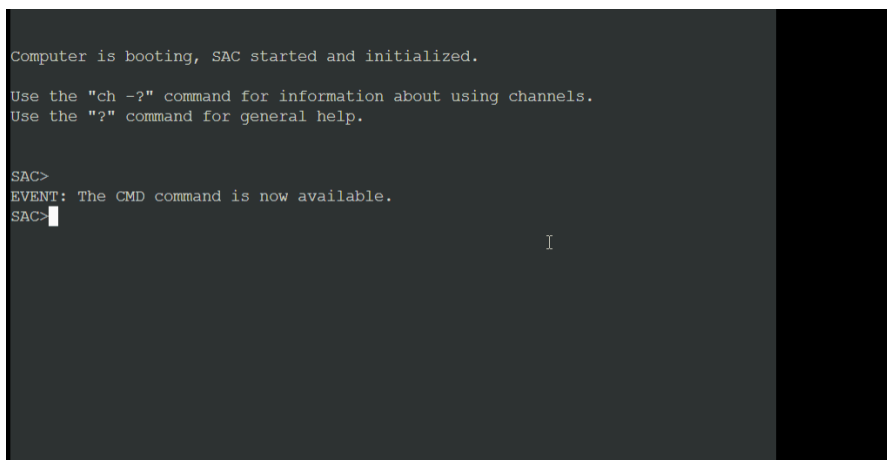 Computer is booting, SAC started and initialized.
Use the "ch -?" command for information about using channels.
Use the "?" command for general help.
SAC>
EVENT: The CMD command is now available.
SAC>